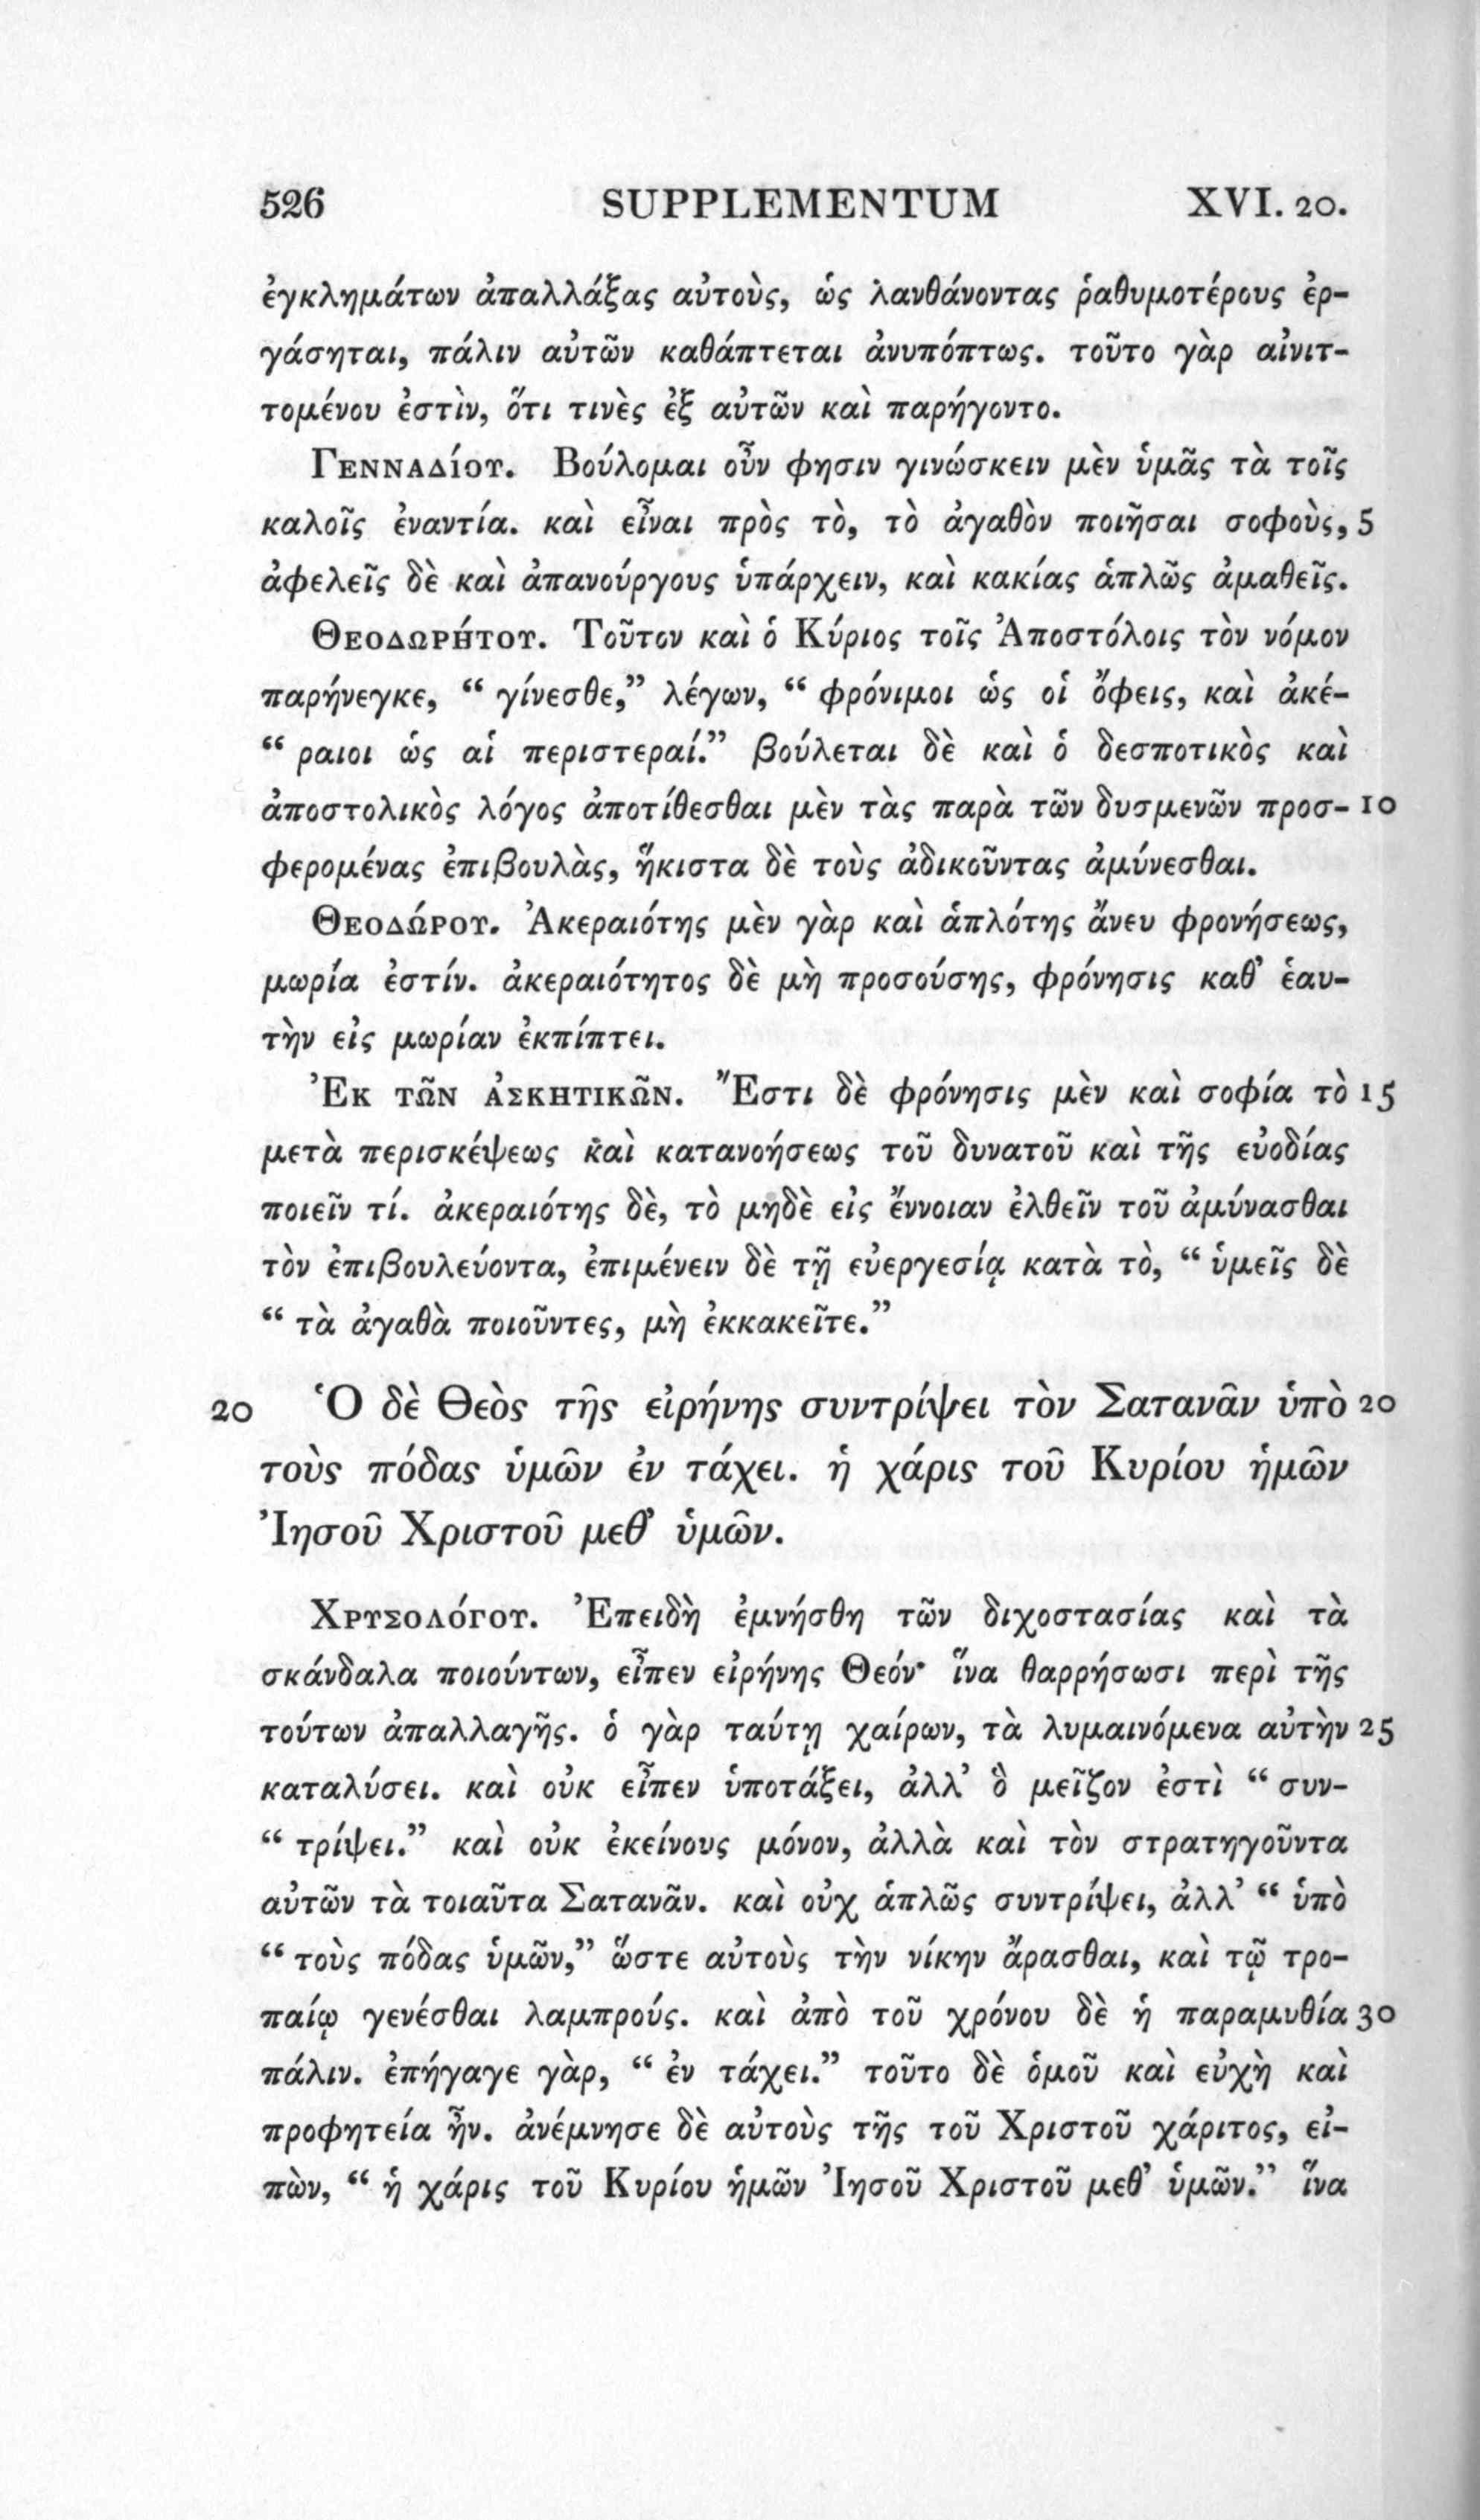 526 SUPPLEMENTUM XVI. 20.
ἐγκλημάτων ἀπαλλάξας αὐτοὺς, ὡς λανθάνοντας ῥαθυμοτέρους ἐρ-
γάσηται, πάλιν αὐτῶν καθάπτεται ἀνυπόπτως. τοῦτο γὰρ αἰνιτ-
τομένου ἐστὶν, ὅτι τινὲς ἐξ αὐτῶν καὶ παρήγοντο.
Γενναδίου. Βούλομαι οὖν φησιν γινώσκειν μὲν ὑμᾶς τὰ τοῖς
καλοῖς ἐναντία. καὶ εἶναι πρὸς τὸ, τὸ ἀγαθὸν ποιῆσαι σοφοὺς, 5
ἀφελεῖς δὲ καὶ ἀπανούργους ὑπάρχειν, καὶ κακίας ἁπλῶς ἀμαθεῖς.
Θεοδωρήτου. Τοῦτον καὶ ὁ Κύριος τοῖς Ἀποστόλοις τὸν νόμον
παρήνεγκε, “ γίνεσθε,” λέγων, “ φρόνιμοι ὡς οἱ ὄφεις, καὶ ἀκέ-
“ ραιοι ὡς αἱ περιστεραί.” βούλεται δὲ καὶ ὁ δεσποτικὸς καὶ
ἀποστολικὸς λόγος ἀποτίθεσθαι μὲν τὰς παρὰ τῶν δυσμενῶν προσ- 10
φερομένας ἐπιβουλὰς, ἥκιστα δὲ τοὺς ἀδικοῦντας ἀμύνεσθαι.
Θεοδώρου. Ἀκεραιότης μὲν γὰρ καὶ ἁπλότης ἄνευ φρονήσεως,
μωρία ἐστίν. ἀκεραιότητος δὲ μὴ προσούσης, φρόνησις καθ’ ἑαυ-
τὴν εἰς μωρίαν ἐκπίπτει.
Ἐκ τῶν ἀσκητικῶν. Ἔστι δὲ φρόνησις μὲν καὶ σοφία τὸ 15
μετὰ περισκέψεως καὶ κατανοήσεως τοῦ δυνατοῦ καὶ τῆς εὐοδίας
ποιεῖν τί. ἀκεραιότης δὲ, τὸ μηδὲ εἰς ἔννοιαν ἐλθεῖν τοῦ ἀμύνασθαι
τὸν ἐπιβουλεύοντα, ἐπιμένειν δὲ τῇ εὐεργεσίᾳ κατὰ τὸ, “ ὑμεῖς δὲ
“ τὰ ἀγαθὰ ποιοῦντες, μὴ ἐκκακεῖτε.”
20 Ὁ δὲ Θεὸς τῆς εἰρήνης συντρίψει τὸν Σατανᾶν ὑπὸ 20
τοὺς πόδας ὑμῶν ἐν τάχει. ἡ χάρις τοῦ Κυρίου ἡμῶν
Ἰησοῦ Χριστοῦ μεθ’ ὑμῶν.
Χρυσολόγου. Ἐπειδὴ ἐμνήσθη τῶν διχοστασίας καὶ τὰ
σκάνδαλα ποιούντων, εἶπεν εἰρήνης Θεόν· ἵνα θαρρήσωσι περὶ τῆς
τούτων ἀπαλλαγῆς. ὁ γὰρ ταύτῃ χαίρων, τὰ λυμαινόμενα αὐτὴν 25
καταλύσει. καὶ οὐκ εἶπεν ὑποτάξει, ἀλλ’ ὃ μεῖζον ἐστὶ “ συν-
“ τρίψει.” καὶ οὐκ ἐκείνους μόνον, ἀλλὰ καὶ τὸν στρατηγοῦντα
αὐτῶν τὰ τοιαῦτα Σατανᾶν. καὶ οὐχ ἁπλῶς συντρίψει, ἀλλ’ “ ὑπὸ
“ τοὺς πόδας ὑμῶν,” ὥστε αὐτοὺς τὴν νίκην ἄρασθαι, καὶ τῷ τρο-
παίῳ γενέσθαι λαμπρούς. καὶ ἀπὸ τοῦ χρόνου δὲ ἡ παραμυθία 30
πάλιν. ἐπήγαγε γὰρ, “ ἐν τάχει.” τοῦτο δὲ ὁμοῦ καὶ εὐχὴ καὶ
προφητεία ἦν. ἀνέμνησε δὲ αὐτοὺς τῆς τοῦ Χριστοῦ χάριτος, εἰ-
πὼν, “ ἡ χάρις τοῦ Κυρίου ἡμῶν Ἰησοῦ Χριστοῦ μεθ’ ὑμῶν.” ἵνα